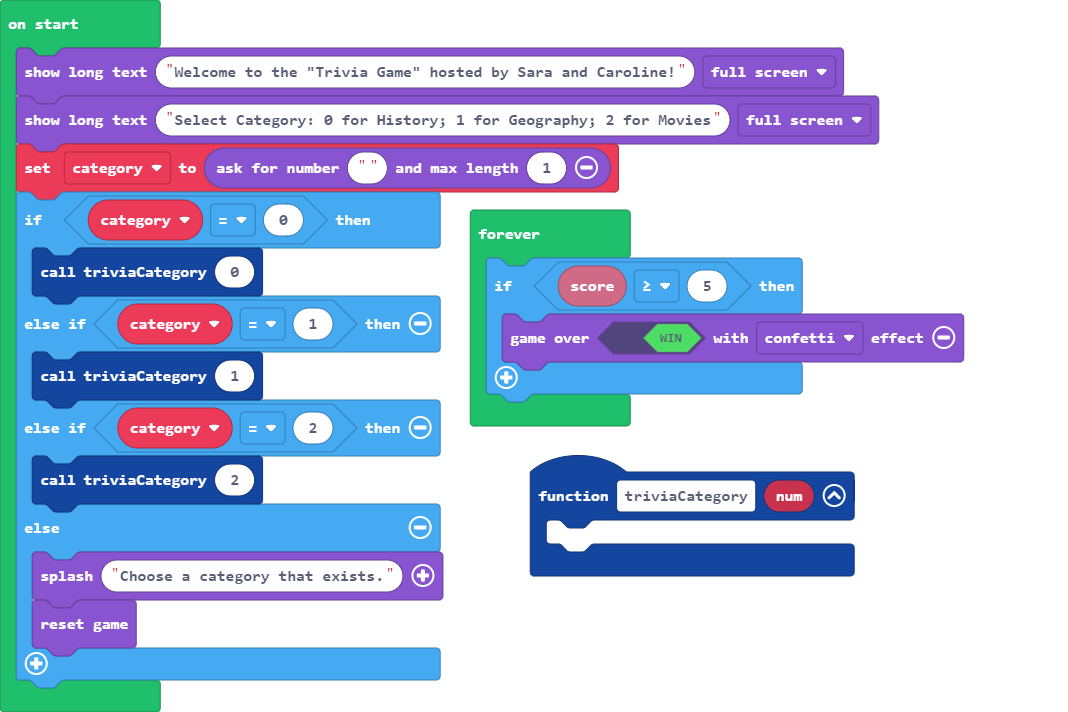 on start
show long text "Welcome to the "Trivia Game" hosted by Sara and Caroline!" full screen
show long text "Select Category: 0 for History; 1 for Geography; 2 for Movies" full screen
set category to ask for number " " and max length 1
if category = 0 then
call triviaCategory 0
else if category = 1 then
call triviaCategory 1
else if category = 2 then
call triviaCategory 2
else
splash "Choose a category that exists."
reset game
forever
if score ≥ 5 then
game over WIN with confetti effect
function triviaCategory num